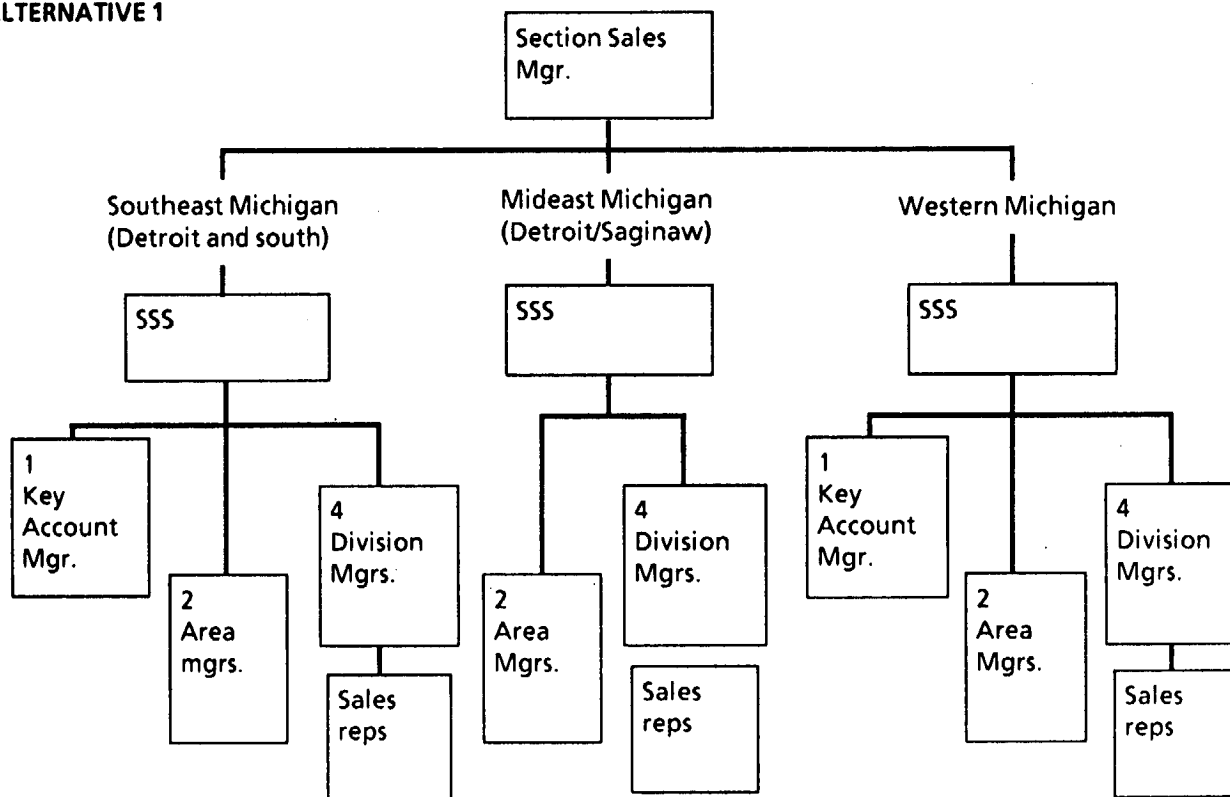 LTERNATIVE 1
Section Sales
Mgr.
Southeast Michigan
(Detroit and south)
Mideast Michigan
(Detroit/Saginaw)
Western Michigan
SSS
SSS
SSS
1
Key
Account
Mgr.
2
Area
mgrs.
4
Division
Mgrs.
Sales
reps
2
Area
Mgrs.
4
Division
Mgrs.
Sales
reps
1
Key
Account
Mgr.
2
Area
Mgrs.
4
Division
Mgrs.
Sales
reps